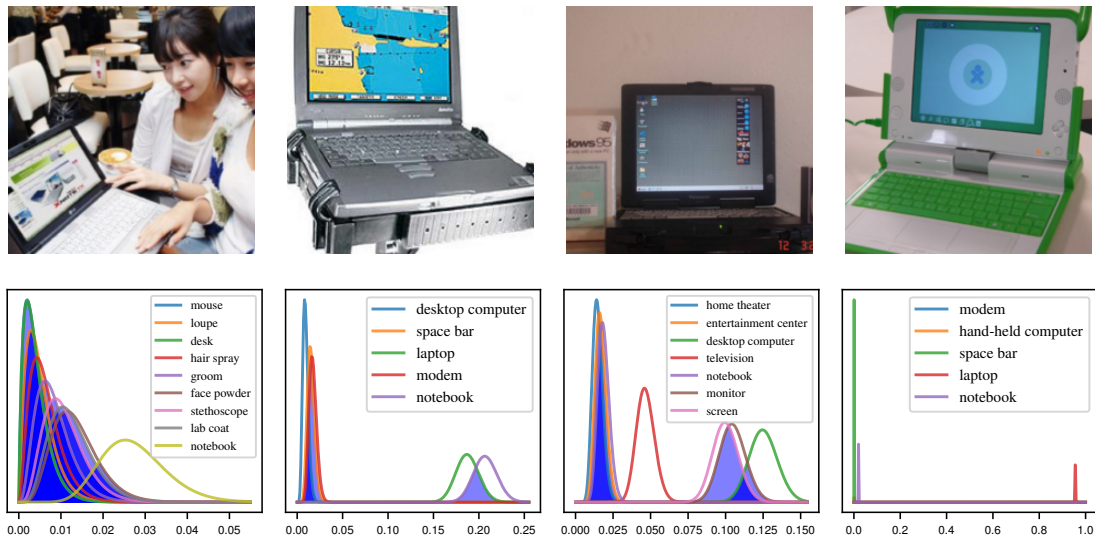 dows95
12 3:
mouse
loupe
desk
hair spray
groom
face powder
stethoscope
lab coat
notebook
0.00 0.01 0.02 0.03 0.04 0.05
desktop computer
space bar
laptop
modem
notebook
0.00 0.05 0.10 0.15 0.20 0.25
home theater
entertainment center
desktop computer
television
notebook
monitor
screen
0.000 0.025 0.050 0.075 0.100 0.125 0.150
modem
hand-held computer
space bar
laptop
notebook
0.0 0.2 0.4 0.6 0.8 1.0